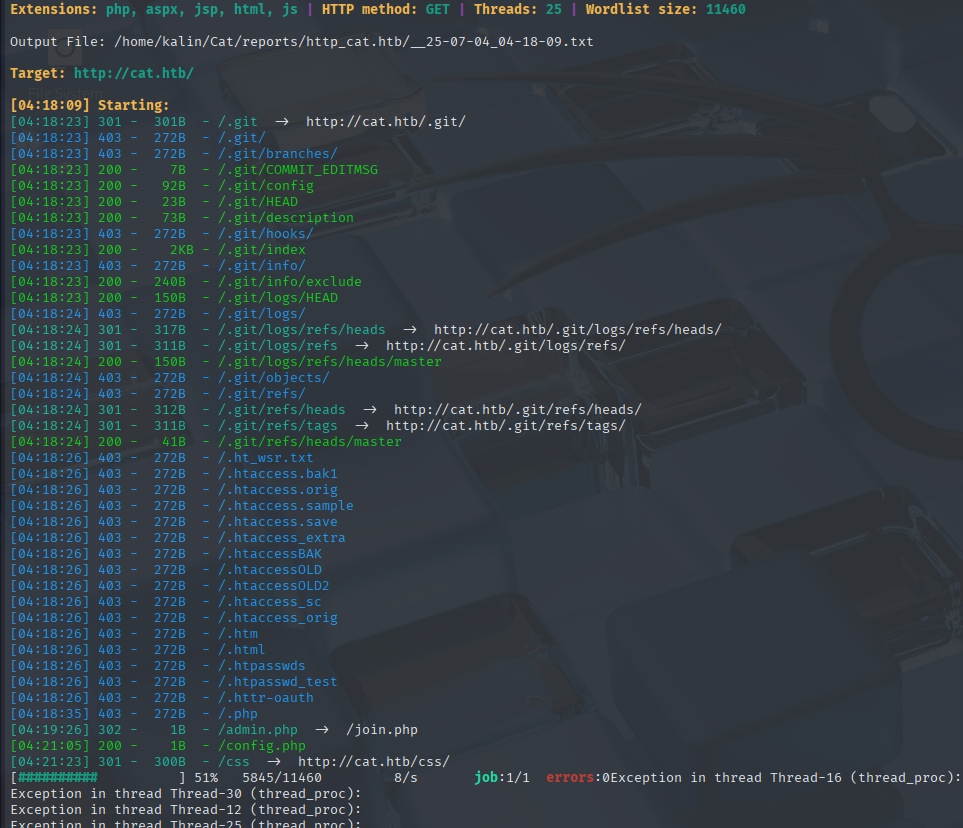 Extensions: php, aspx, jsp, html, js | HTTP method: GET | Threads: 25 | Wordlist size: 11460
Output File: /home/kalin/Cat/reports/http_cat.htb/__25-07-04_04-18-09.txt
Target: http://cat.htb/
File System
[04:18:09] Starting:
[04:18:23] 301 - 301B - /.git → http://cat.htb/.git/
[04:18:23] 403 - 272B - /.git/
[04:18:23] 403 - 272B - /.git/branches/
[04:18:23] 200 - 7B - /.git/COMMIT_EDITMSG
[04:18:23] 200 - 92B - /.git/config
[04:18:23] 200 - 23B - /.git/HEAD
[04:18:23] 200 - 73B - /.git/description
[04:18:23] 403 - 272B - /.git/hooks/
[04:18:23] 200 - 2KB - /.git/index
[04:18:23] 403 - 272B - /.git/info/
[04:18:23] 200 - 240B - /.git/info/exclude
[04:18:23] 200 - 150B - /.git/logs/HEAD
[04:18:24] 403 - 272B - /.git/logs/
[04:18:24] 301 - 317B - /.git/logs/refs/heads → http://cat.htb/.git/logs/refs/heads/
[04:18:24] 301 - 311B - /.git/logs/refs → http://cat.htb/.git/logs/refs/
[04:18:24] 200 - 150B - /.git/logs/refs/heads/master
[04:18:24] 403 - 272B - /.git/objects/
[04:18:24] 403 - 272B - /.git/refs/
[04:18:24] 301 - 312B - /.git/refs/heads → http://cat.htb/.git/refs/heads/
[04:18:24] 301 - 311B - /.git/refs/tags → http://cat.htb/.git/refs/tags/
[04:18:24] 200 - 41B - /.git/refs/heads/master
[04:18:26] 403 - 272B - /.ht_wsr.txt
[04:18:26] 403 - 272B - /.htaccess.bak1
[04:18:26] 403 - 272B - /.htaccess.orig
[04:18:26] 403 - 272B - /.htaccess.sample
[04:18:26] 403 - 272B - /.htaccess.save
[04:18:26] 403 - 272B - /.htaccess_extra
[04:18:26] 403 - 272B - /.htaccessBAK
[04:18:26] 403 - 272B - /.htaccessOLD
[04:18:26] 403 - 272B - /.htaccessOLD2
[04:18:26] 403 - 272B - /.htaccess_sc
[04:18:26] 403 - 272B - /.htaccess_orig
[04:18:26] 403 - 272B - /.htm
[04:18:26] 403 - 272B - /.html
[04:18:26] 403 - 272B - /.htpasswds
[04:18:26] 403 - 272B - /.htpasswd_test
[04:18:26] 403 - 272B - /.httr-oauth
[04:18:35] 403 - 272B - /.php
[04:19:26] 302 - 1B - /admin.php → /join.php
[04:21:05] 200 - 1B - /config.php
[04:21:23] 301 - 300B - /css → http://cat.htb/css/
[########## ] 51% 5845/11460 8/s job:1/1 errors:0Exception in thread Thread-16 (thread_proc):
Exception in thread Thread-30 (thread_proc):
Exception in thread Thread-12 (thread_proc):
Exception in thread Thread-25 (thread_proc):